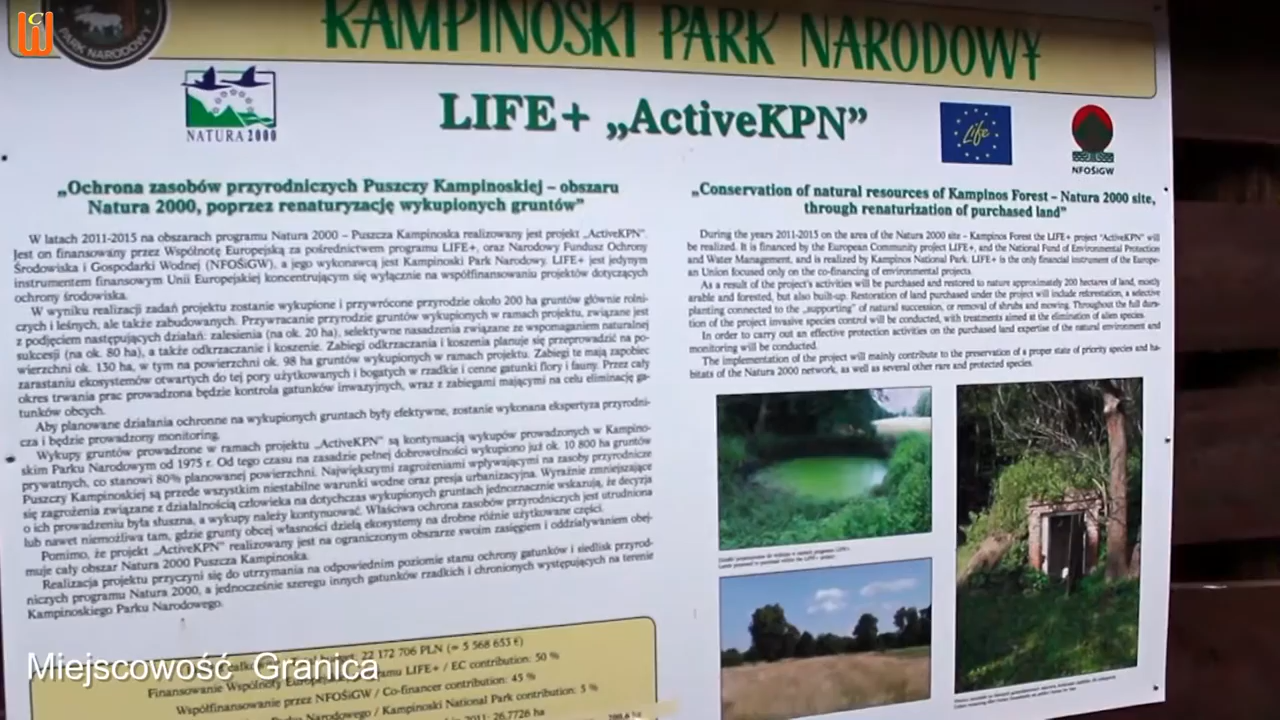 PARK NARODOWY
KAMPINOSKI PARK NARODOWY
NATURA 2000
LIFE+ „ActiveKPN”
Life
NFOŚiGW
„Ochrona zasobów przyrodniczych Puszczy Kampinoskiej – obszaru
Natura 2000, poprzez renaturyzację wykupionych gruntów”
W latach 2011-2015 na obszarach programu Natura 2000 – Puszcza Kampinoska realizowany jest projekt „ActiveKPN”.
Jest on finansowany przez Wspólnotę Europejską za pośrednictwem programu LIFE+, oraz Narodowy Fundusz Ochrony
Środowiska i Gospodarki Wodnej (NFOŚiGW), a jego wykonawcą jest Kampinoski Park Narodowy. LIFE+ jest jedynym
instrumentem finansowym Unii Europejskiej koncentrującym się wyłącznie na współfinansowaniu projektów dotyczących
ochrony środowiska.
W wyniku realizacji zadań projektu zostanie wykupione i przywrócone przyrodzie około 200 ha gruntów głównie rolni-
czych i leśnych, ale także zabudowanych. Przywracanie przyrodzie gruntów wykupionych w ramach projektu, związane jest
z podjęciem następujących działań: zalesienia (na ok. 20 ha), selektywne nasadzenia związane ze wspomaganiem naturalnej
sukcesji (na ok. 80 ha), a także odkrzaczanie i koszenie. Zabiegi odkrzaczania i koszenia planuje się przeprowadzić na po-
wierzchni ok. 130 ha, w tym na powierzchni ok. 98 ha gruntów wykupionych w ramach projektu. Zabiegi te mają zapobiec
zarastaniu ekosystemów otwartych do tej pory użytkowanych i bogatych w rzadkie i cenne gatunki flory i fauny. Przez cały
okres trwania prac prowadzona będzie kontrola gatunków inwazyjnych, wraz z zabiegami mającymi na celu eliminację ga-
tunków obcych.
Aby planowane działania ochronne na wykupionych gruntach były efektywne, zostanie wykonana ekspertyza przyrodni-
cza i będzie prowadzony monitoring.
Wykupy gruntów prowadzone w ramach projektu „ActiveKPN” są kontynuacją wykupów prowadzonych w Kampino-
skim Parku Narodowym od 1975 r. Od tego czasu na zasadzie pełnej dobrowolności wykupiono już ok. 10 800 ha gruntów
prywatnych, co stanowi 80% planowanej powierzchni. Największymi zagrożeniami wpływającymi na zasoby przyrodnicze
Puszczy Kampinoskiej są przede wszystkim niestabilne warunki wodne oraz presja urbanizacyjna. Wyraźnie zmniejszające
się zagrożenia związane z działalnością człowieka na dotychczas wykupionych gruntach jednoznacznie wskazują, że decyzja
o ich prowadzeniu była słuszna, a wykupy należy kontynuować. Właściwa ochrona zasobów przyrodniczych jest utrudniona
lub nawet niemożliwa tam, gdzie grunty obcej własności dzielą ekosystemy na drobne różnie użytkowane części.
Pomimo, że projekt „ActiveKPN” realizowany jest na ograniczonym obszarze swoim zasięgiem i oddziaływaniem obej-
muje cały obszar Natura 2000 Puszcza Kampinoska.
Realizacja projektu przyczyni się do utrzymania na odpowiednim poziomie stanu ochrony gatunków i siedlisk przyrod-
niczych programu Natura 2000, a jednocześnie szeregu innych gatunków rzadkich i chronionych występujących na terenie
Kampinoskiego Parku Narodowego.
„Conservation of natural resources of Kampinos Forest – Natura 2000 site,
through renaturization of purchased land”
During the years 2011-2015 on the area of the Natura 2000 site - Kampinos Forest the LIFE+ project "ActiveKPN" will
be realized. It is financed by the European Community project LIFE+, and the National Fund of Environmental Protection
and Water Management, and is realized by Kampinos National Park. LIFE+ is the only financial instrument of the Europe-
an Union focused only on the co-financing of environmental projects.
As a result of the project's activities will be purchased and restored to nature approximately 200 hectares of land, mostly
arable and forested, but also built-up. Restoration of land purchased under the project will include reforestation, a selective
planting connected to the „supporting” of natural succession, or removal of shrubs and mowing. Throughout the full dura-
tion of the project invasive species control will be conducted, with treatments aimed at the elimination of alien species.
In order to carry out an effective protection activities on the purchased land expertise of the natural environment and
monitoring will be conducted.
The implementation of the project will mainly contribute to the preservation of a proper state of priority species and ha-
bitats of the Natura 2000 network, as well as several other rare and protected species.
22 172 706 PLN (= 5 568 653 €)
Finansowanie Wspólnoty LIFE+ / EC contribution: 50 %
Współfinansowanie przez NFOŚiGW / Co-financer contribution: 45 %
Parku Narodowego / Kampinoski National Park contribution: 5 %
2011: 26,7726 ha
Miejscowość Granica